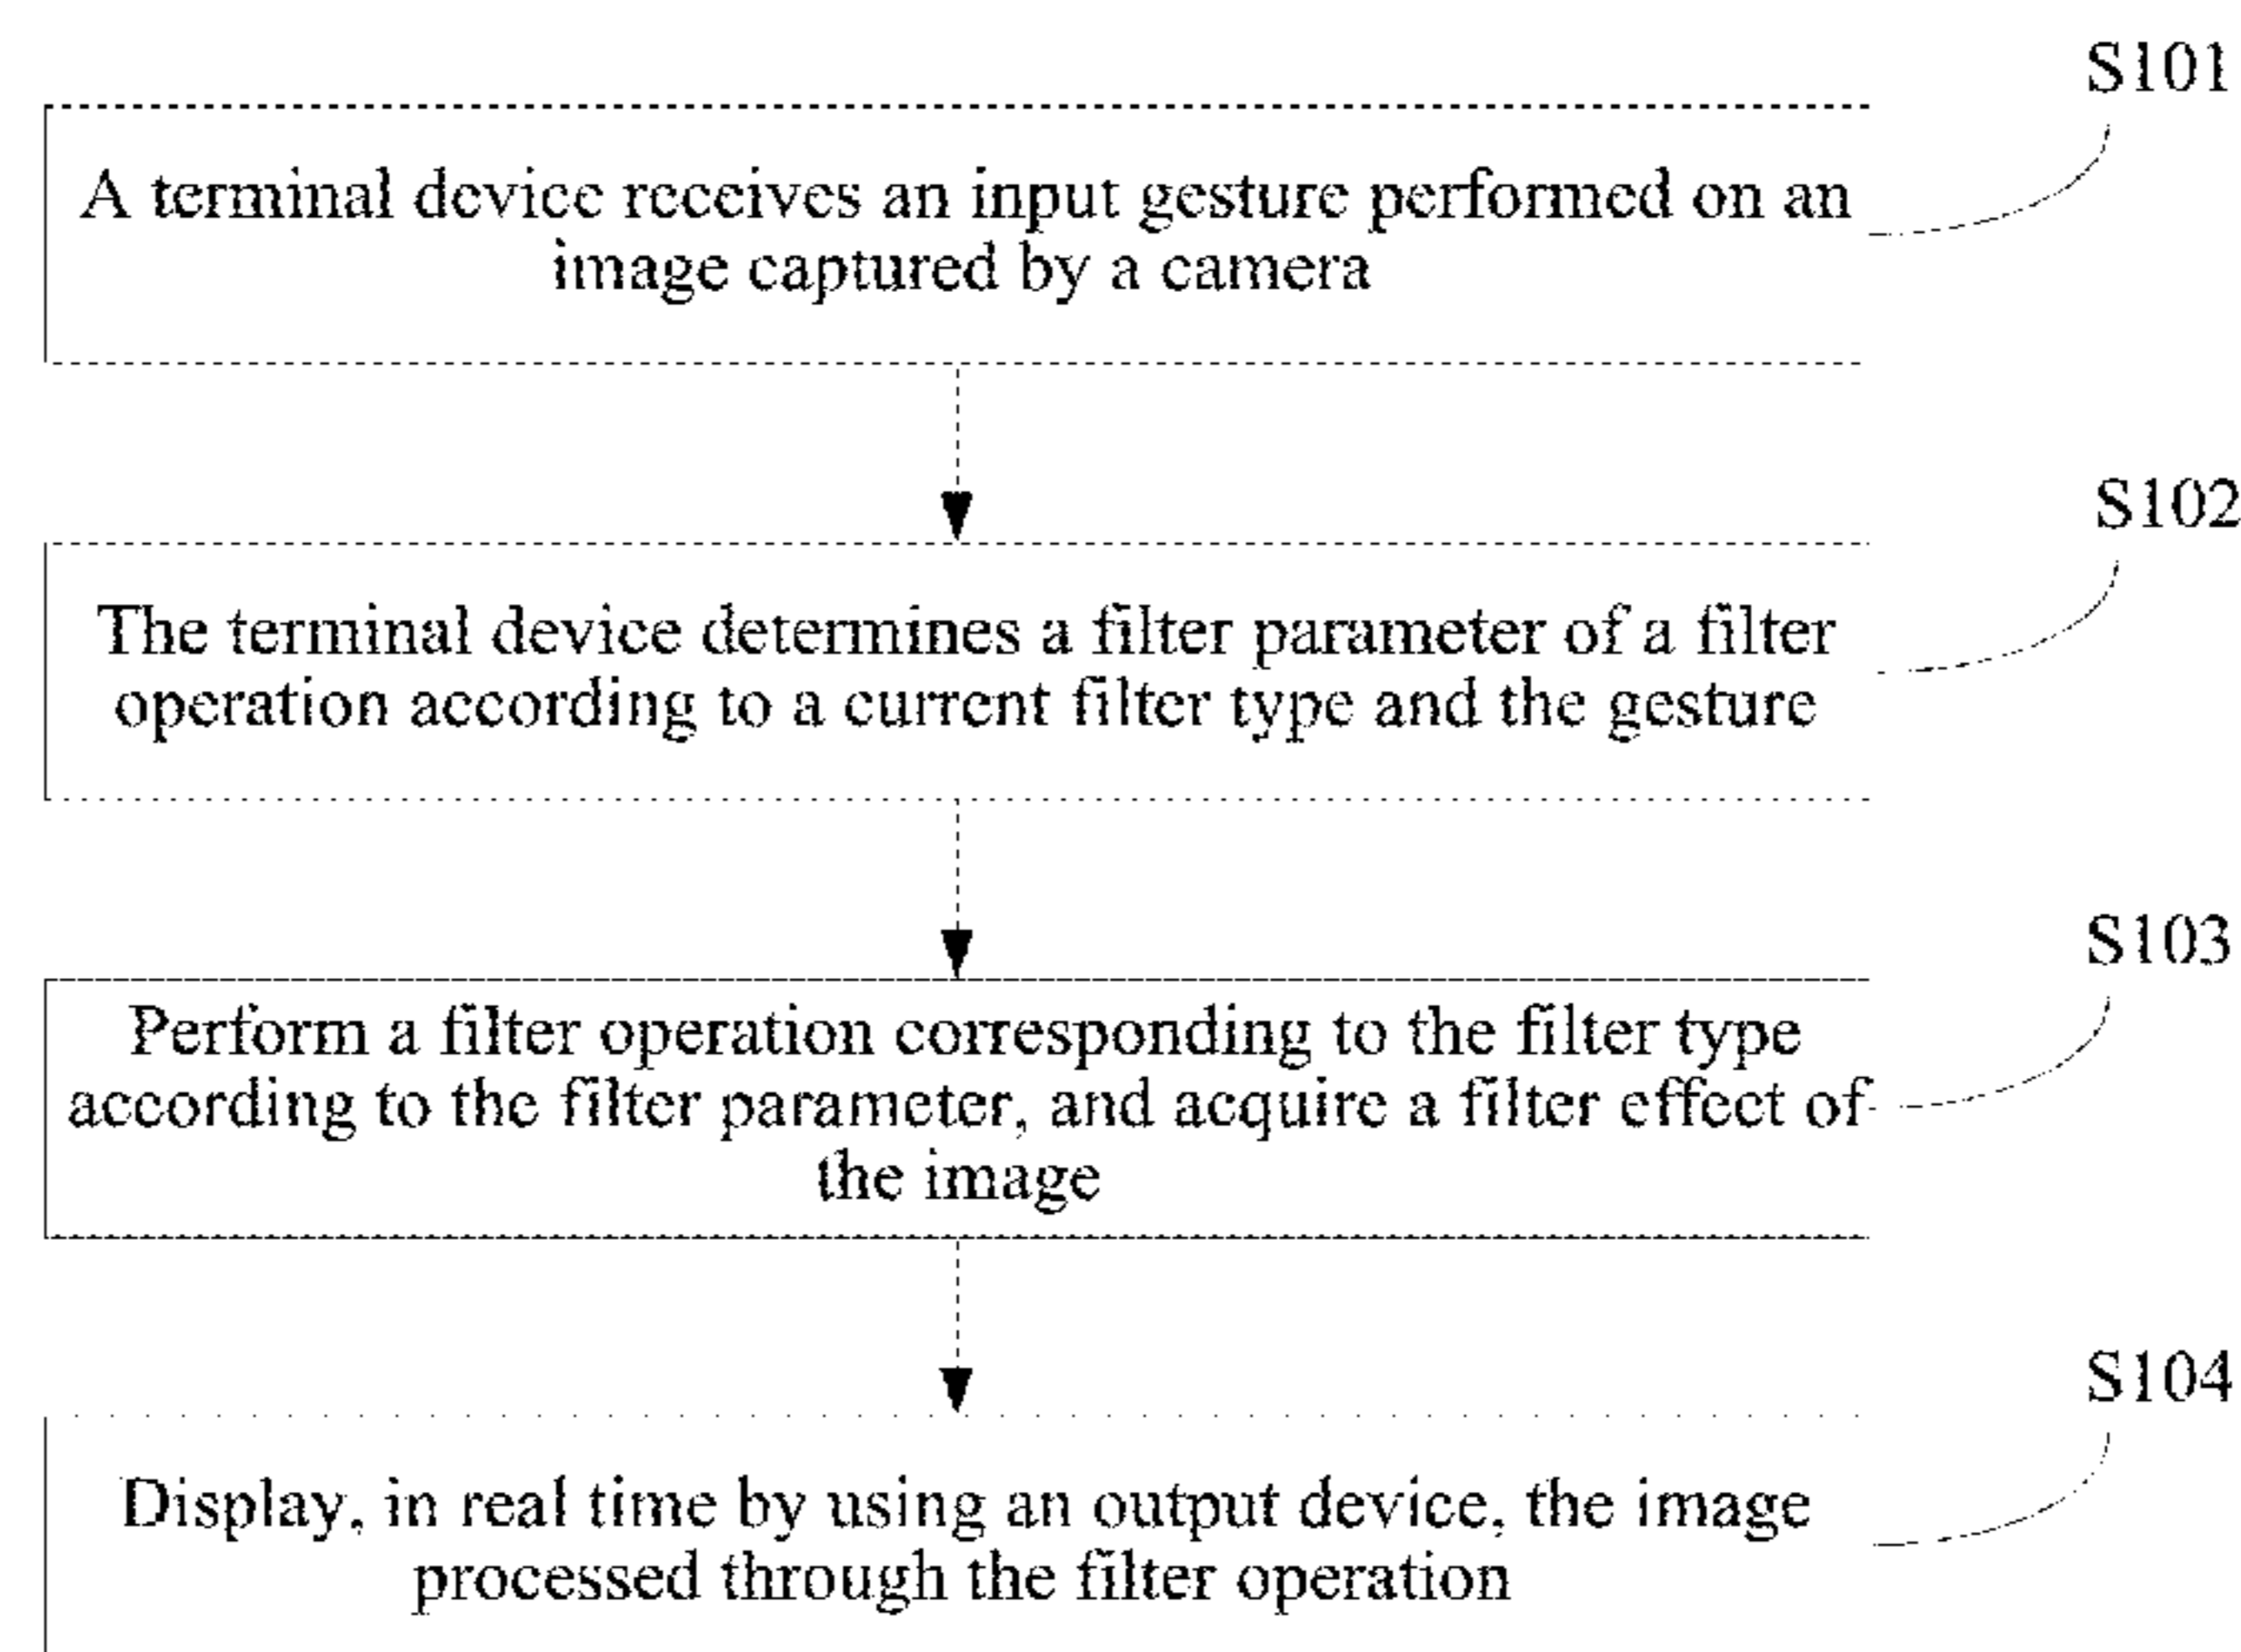 S101
A terminal device receives an input gesture performed on an
image captured by a camera
S102
The terminal device determines a filter parameter of a filter
operation according to a current filter type and the gesture
S103
Perform a filter operation corresponding to the filter type
according to the filter parameter, and acquire a filter effect of
the image
S104
Display, in real time by using an output device, the image
processed through the filter operation